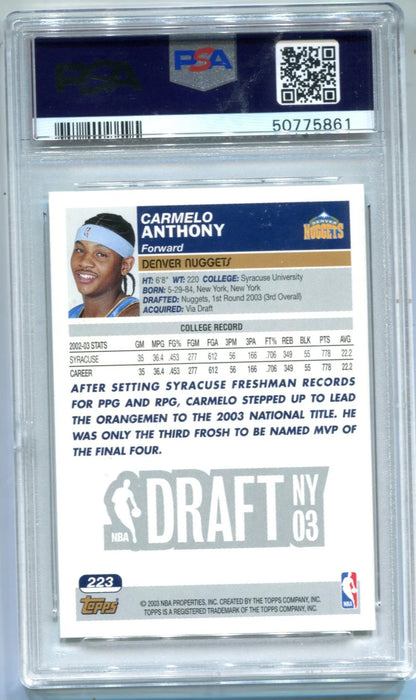 PSA
PSA
50775861
CARMELO
ANTHONY
Forward
DENVER NUGGETS
DENVER
NUGGETS
HT: 6'8" WT: 220 COLLEGE: Syracuse University
BORN: 5-29-84, New York, New York
DRAFTED: Nuggets, 1st Round 2003 (3rd Overall)
ACQUIRED: Via Draft
COLLEGE RECORD
2002-03 STATS GM MPG FG% FGM FGA 3PM 3PA FT% REB BLK PTS AVG
SYRACUSE 35 36.4 .453 277 612 56 166 .706 349 55 778 22.2
CAREER 35 36.4 .453 277 612 56 166 .706 349 55 778 22.2
AFTER SETTING SYRACUSE FRESHMAN RECORDS
FOR PPG AND RPG, CARMELO STEPPED UP TO LEAD
THE ORANGEMEN TO THE 2003 NATIONAL TITLE. HE
WAS ONLY THE THIRD FROSH TO BE NAMED MVP OF
THE FINAL FOUR.
NBA DRAFT NY
03
223
Topps
© 2003 NBA PROPERTIES, INC. CREATED BY THE TOPPS COMPANY, INC.
TOPPS IS A REGISTERED TRADEMARK OF THE TOPPS COMPANY, INC.
NBA